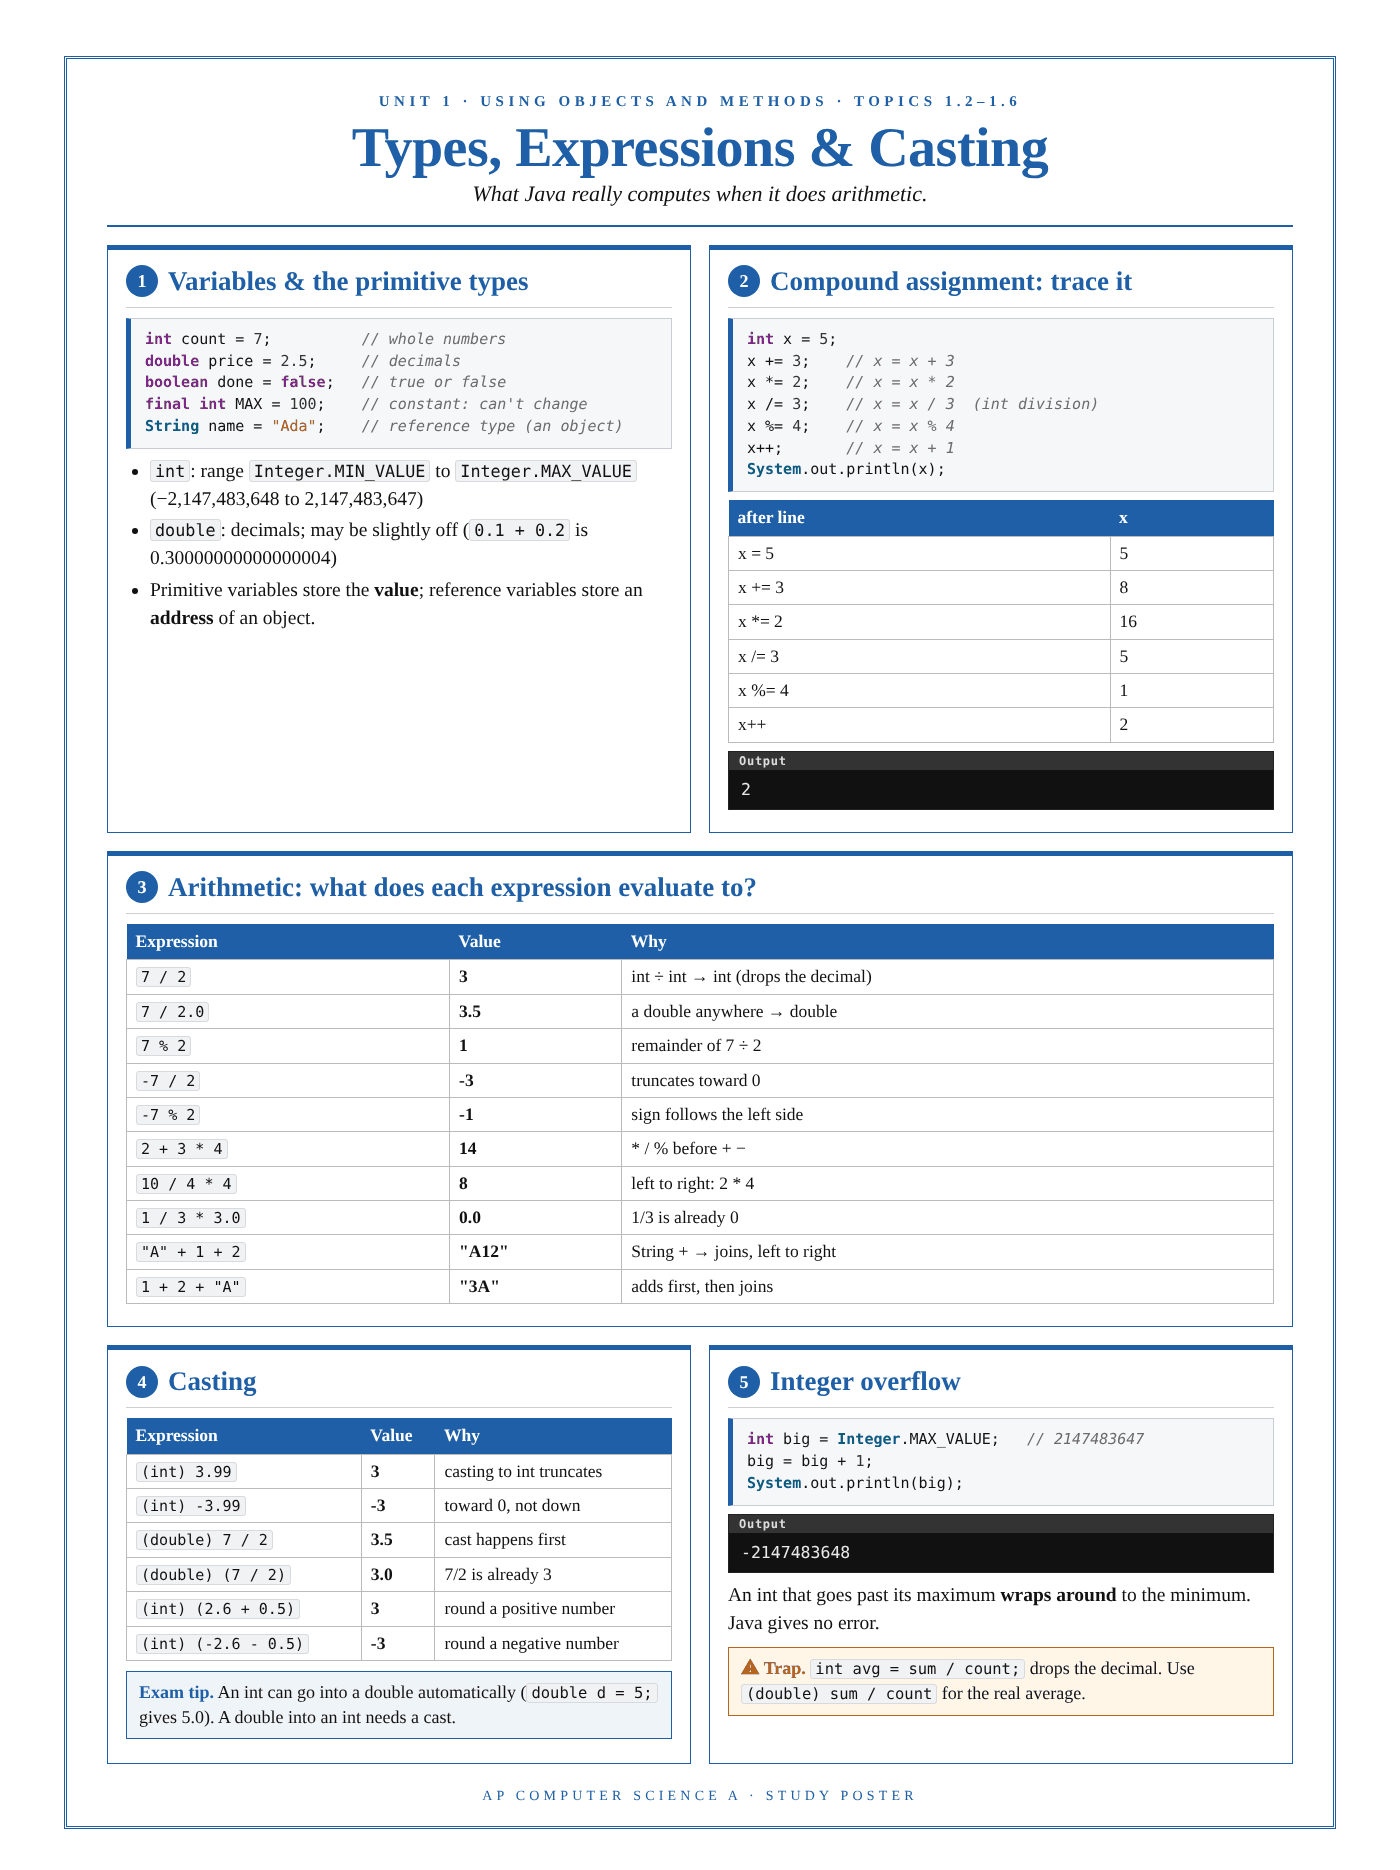 UNIT 1 · USING OBJECTS AND METHODS · TOPICS 1.2–1.6
Types, Expressions & Casting
What Java really computes when it does arithmetic.
1 Variables & the primitive types
int count = 7;          // whole numbers
double price = 2.5;     // decimals
boolean done = false;   // true or false
final int MAX = 100;    // constant: can't change
String name = "Ada";    // reference type (an object)
• int: range Integer.MIN_VALUE to Integer.MAX_VALUE
(−2,147,483,648 to 2,147,483,647)
• double: decimals; may be slightly off (0.1 + 0.2 is
0.30000000000000004)
• Primitive variables store the value; reference variables store an
address of an object.
2 Compound assignment: trace it
int x = 5;
x += 3;    // x = x + 3
x *= 2;    // x = x * 2
x /= 3;    // x = x / 3  (int division)
x %= 4;    // x = x % 4
x++;       // x = x + 1
System.out.println(x);
after line x
x = 5 5
x += 3 8
x *= 2 16
x /= 3 5
x %= 4 1
x++ 2
Output
2
3 Arithmetic: what does each expression evaluate to?
Expression Value Why
7 / 2 3 int ÷ int → int (drops the decimal)
7 / 2.0 3.5 a double anywhere → double
7 % 2 1 remainder of 7 ÷ 2
-7 / 2 -3 truncates toward 0
-7 % 2 -1 sign follows the left side
2 + 3 * 4 14 * / % before + −
10 / 4 * 4 8 left to right: 2 * 4
1 / 3 * 3.0 0.0 1/3 is already 0
"A" + 1 + 2 "A12" String + → joins, left to right
1 + 2 + "A" "3A" adds first, then joins
4 Casting
Expression Value Why
(int) 3.99 3 casting to int truncates
(int) -3.99 -3 toward 0, not down
(double) 7 / 2 3.5 cast happens first
(double) (7 / 2) 3.0 7/2 is already 3
(int) (2.6 + 0.5) 3 round a positive number
(int) (-2.6 - 0.5) -3 round a negative number
Exam tip. An int can go into a double automatically (double d = 5;
gives 5.0). A double into an int needs a cast.
5 Integer overflow
int big = Integer.MAX_VALUE;   // 2147483647
big = big + 1;
System.out.println(big);
Output
-2147483648
An int that goes past its maximum wraps around to the minimum.
Java gives no error.
⚠ Trap. int avg = sum / count; drops the decimal. Use
(double) sum / count for the real average.
AP COMPUTER SCIENCE A · STUDY POSTER